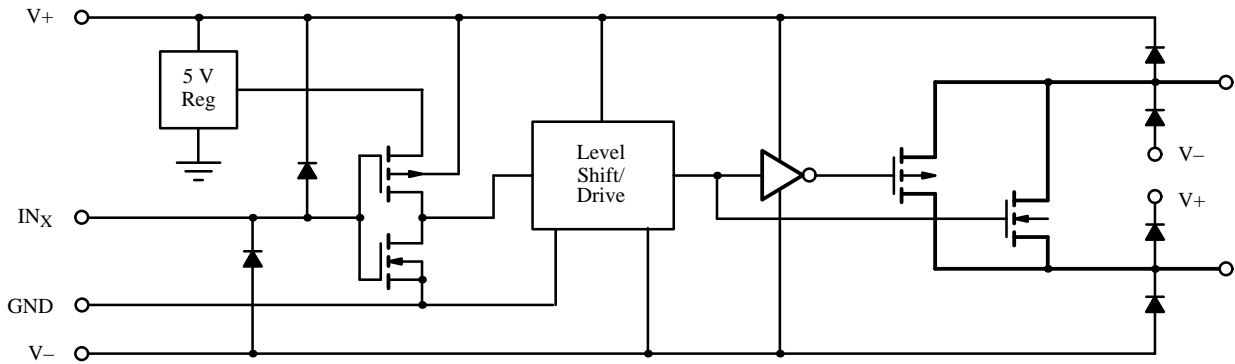 V+
5 V
Reg
Level
Shift/
Drive
V–
V+
INX
GND
V–